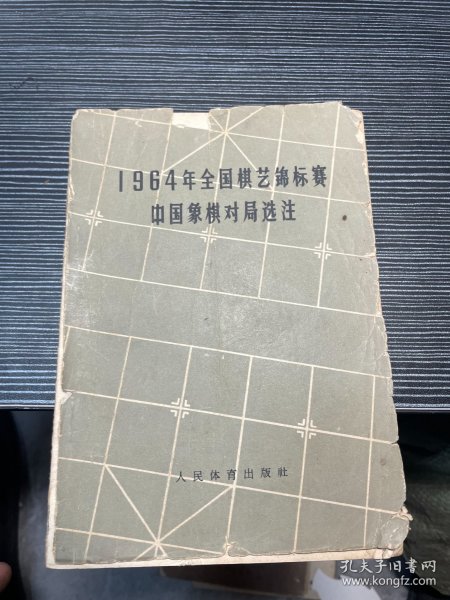 1964年全国棋艺锦标赛
中国象棋对局选注
人民体育出版社
孔夫子旧书网
www.kongfz.com